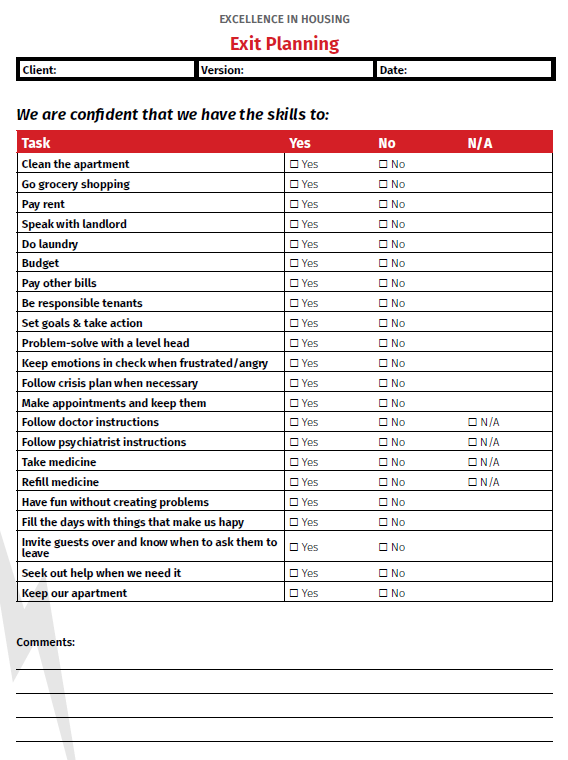 EXCELLENCE IN HOUSING
Exit Planning
Client: Version: Date:
We are confident that we have the skills to:
Task Yes No N/A
Clean the apartment ☐ Yes ☐ No
Go grocery shopping ☐ Yes ☐ No
Pay rent ☐ Yes ☐ No
Speak with landlord ☐ Yes ☐ No
Do laundry ☐ Yes ☐ No
Budget ☐ Yes ☐ No
Pay other bills ☐ Yes ☐ No
Be responsible tenants ☐ Yes ☐ No
Set goals & take action ☐ Yes ☐ No
Problem-solve with a level head ☐ Yes ☐ No
Keep emotions in check when frustrated/angry ☐ Yes ☐ No
Follow crisis plan when necessary ☐ Yes ☐ No
Make appointments and keep them ☐ Yes ☐ No
Follow doctor instructions ☐ Yes ☐ No ☐ N/A
Follow psychiatrist instructions ☐ Yes ☐ No ☐ N/A
Take medicine ☐ Yes ☐ No ☐ N/A
Refill medicine ☐ Yes ☐ No ☐ N/A
Have fun without creating problems ☐ Yes ☐ No
Fill the days with things that make us hapy ☐ Yes ☐ No
Invite guests over and know when to ask them to
leave ☐ Yes ☐ No
Seek out help when we need it ☐ Yes ☐ No
Keep our apartment ☐ Yes ☐ No
Comments: